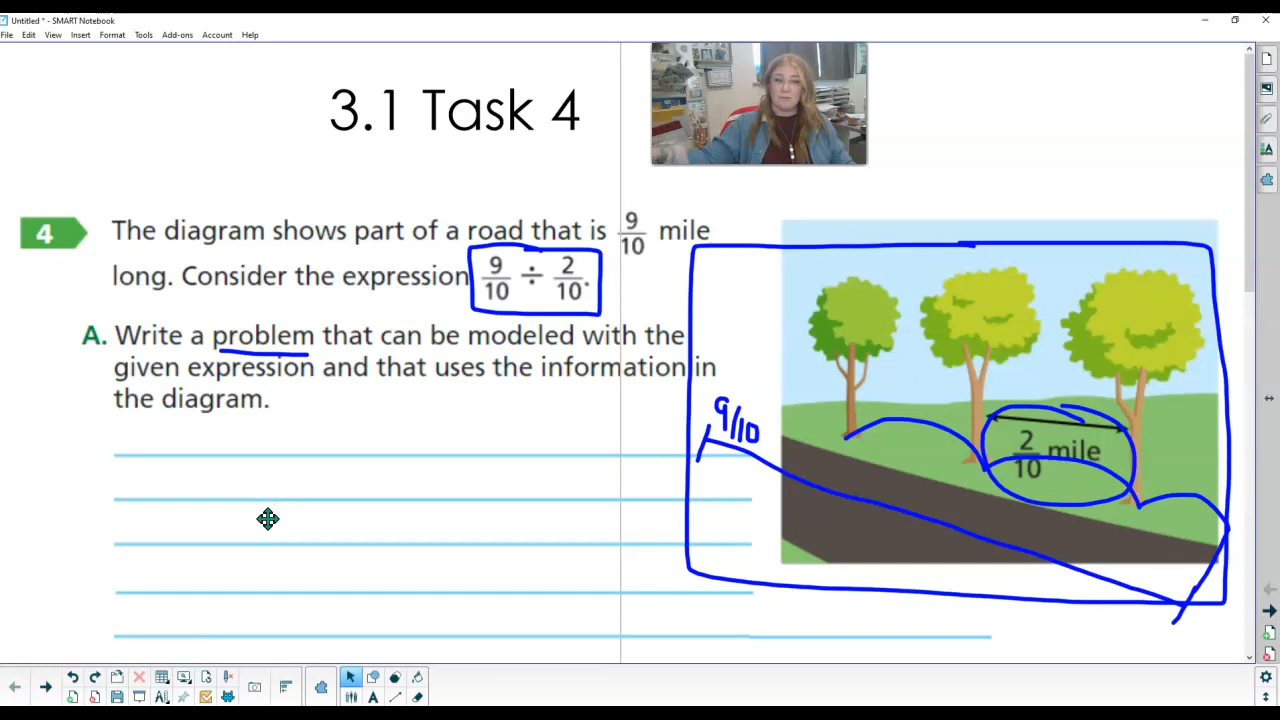 Untitled * - SMART Notebook
File Edit View Insert Format Tools Add-ons Account Help
3.1 Task 4
4 The diagram shows part of a road that is 9/10 mile
long. Consider the expression 9/10 ÷ 2/10.
A. Write a problem that can be modeled with the
given expression and that uses the information in
the diagram.
9/10
2/10 mile